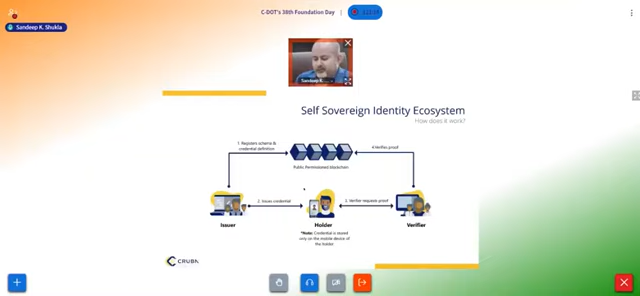 C-DOT's 38th Foundation Day
Sandeep K. Shukla
Sandeep K.
Self Sovereign Identity Ecosystem
How does it work?
1. Registers schema &
credential definition
4 Verifies proof
Public Permissioned blockchain
2. Issues credential
3. Verifier requests proof
Issuer
Holder
Verifier
*Note: Credential is stored
only on the mobile device of
the holder
CRUBN